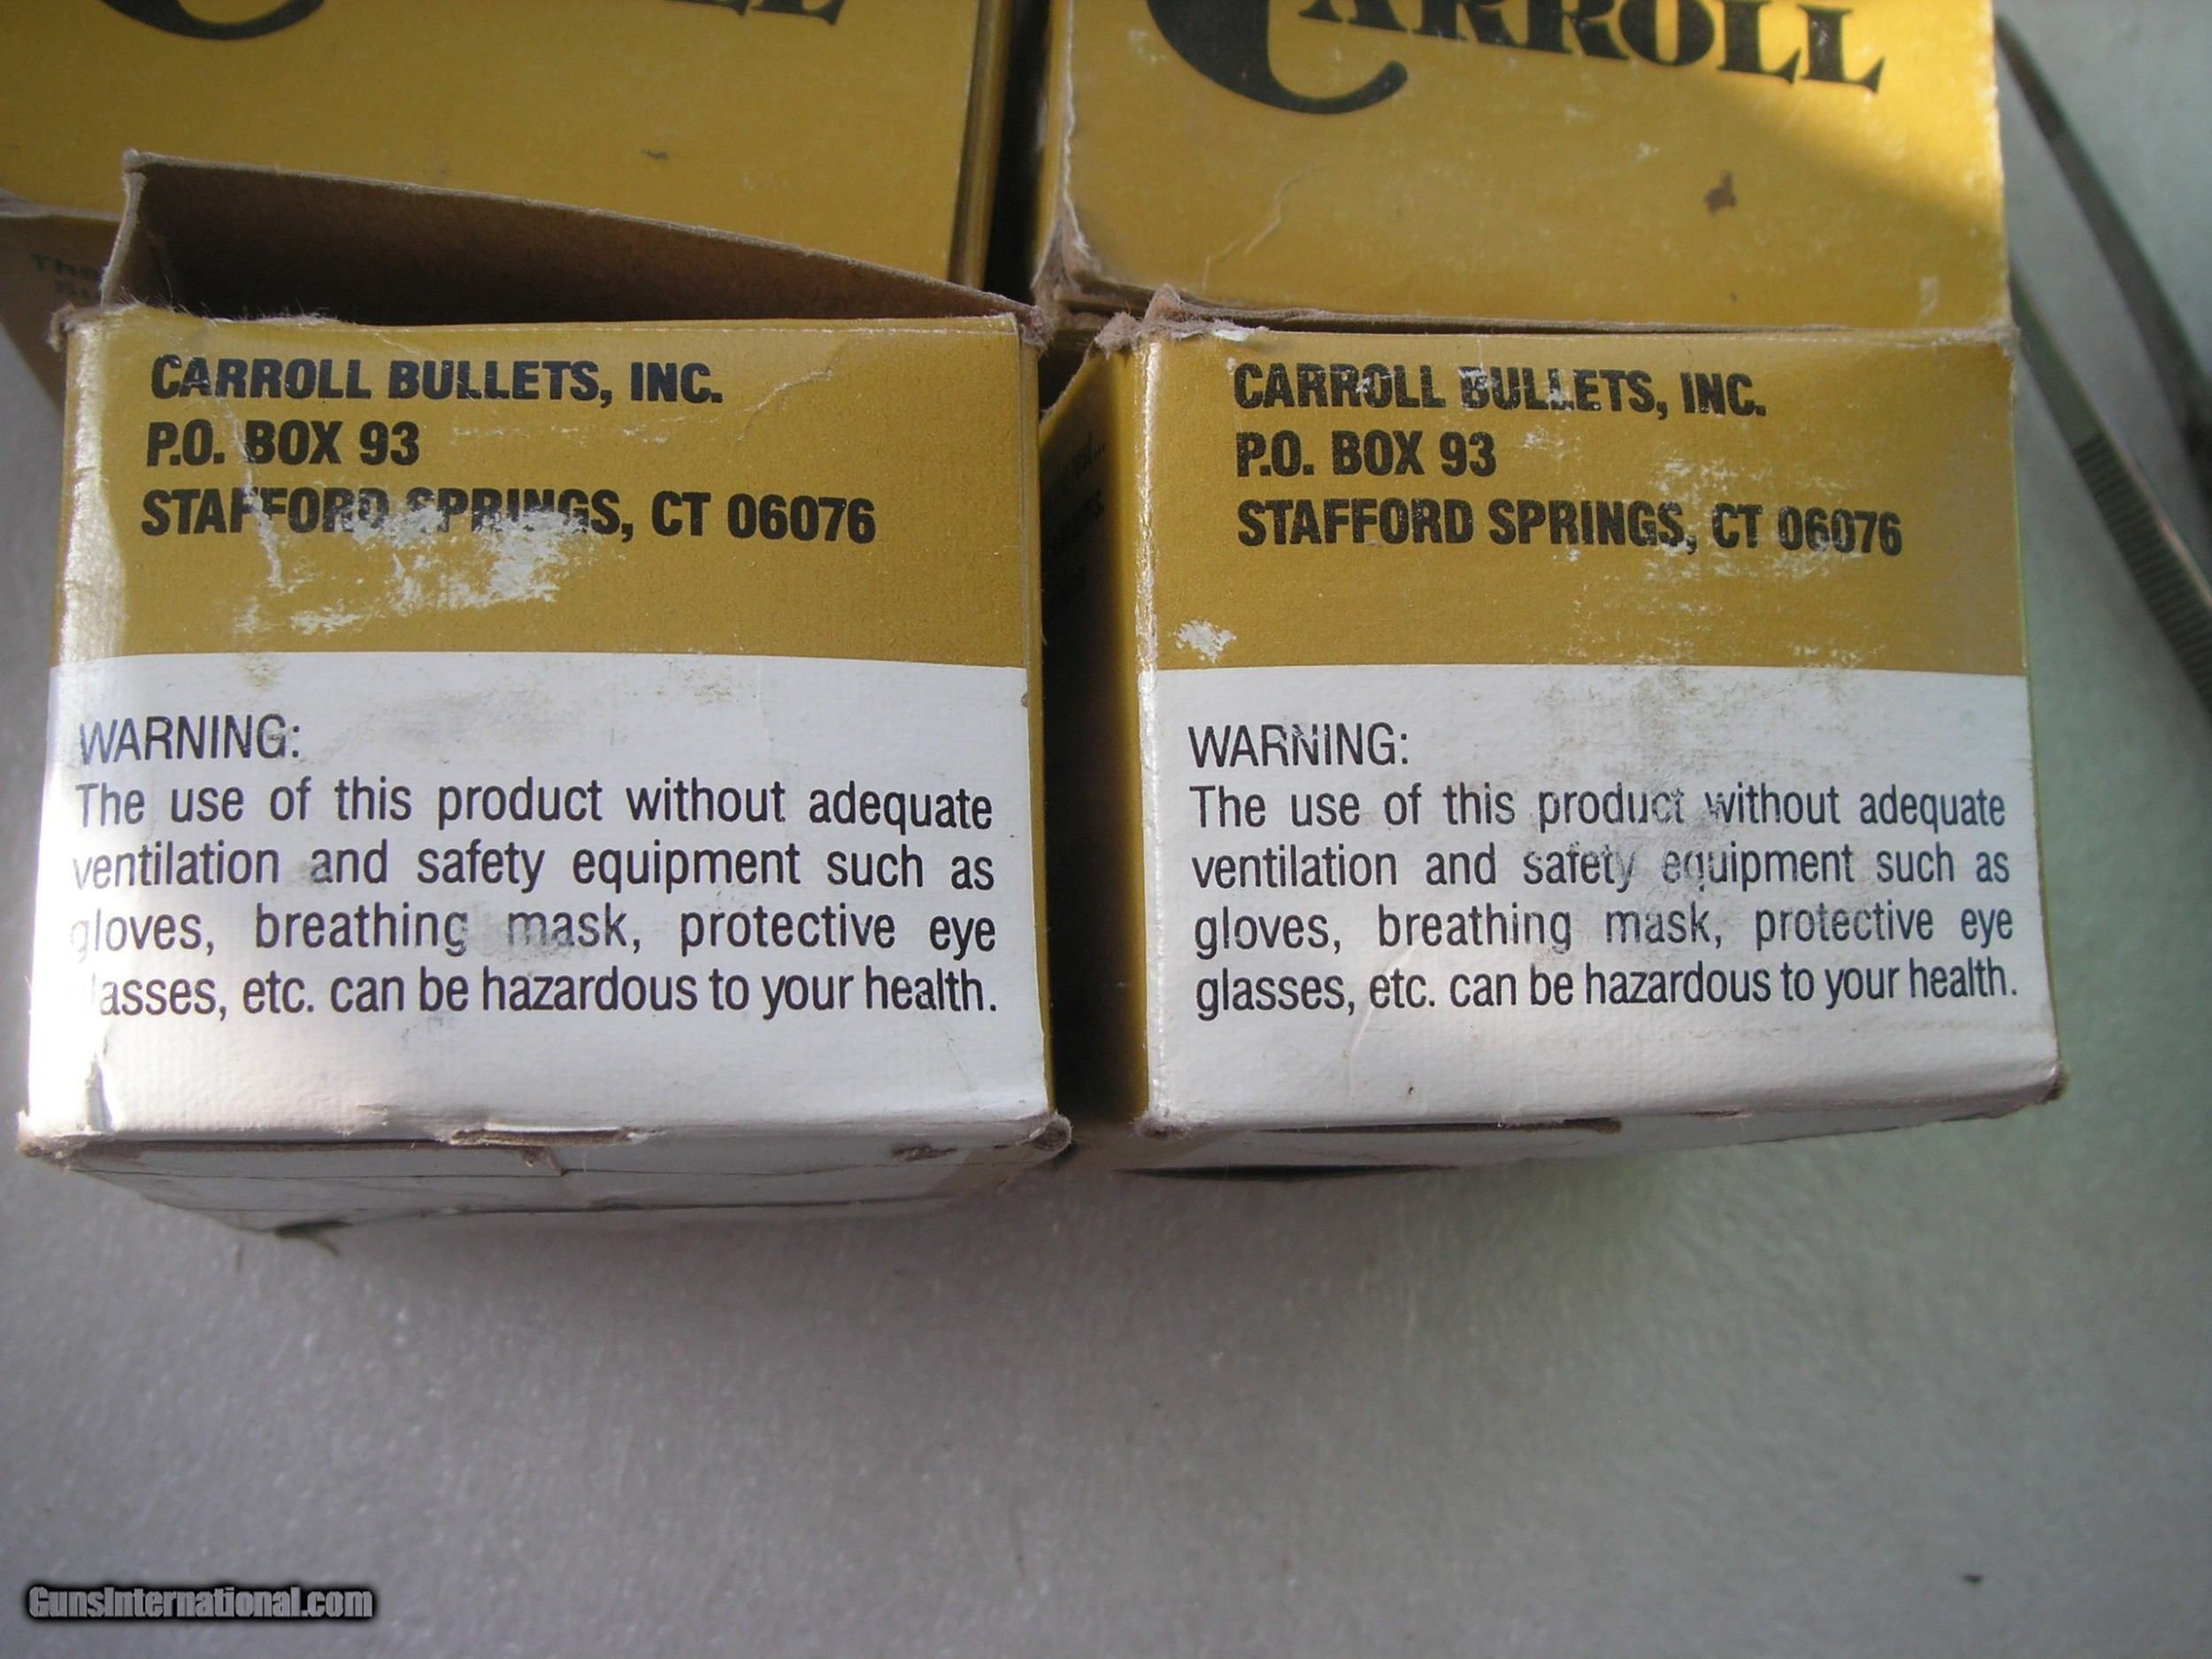 CARROLL
CARROLL BULLETS, INC.
P.O. BOX 93
STAFFORD SPRINGS, CT 06076
WARNING:
The use of this product without adequate
ventilation and safety equipment such as
gloves, breathing mask, protective eye
lasses, etc. can be hazardous to your health.
CARROLL BULLETS, INC.
P.O. BOX 93
STAFFORD SPRINGS, CT 06076
WARNING:
The use of this product without adequate
ventilation and safety equipment such as
gloves, breathing mask, protective eye
glasses, etc. can be hazardous to your health.
GunsInternational.com